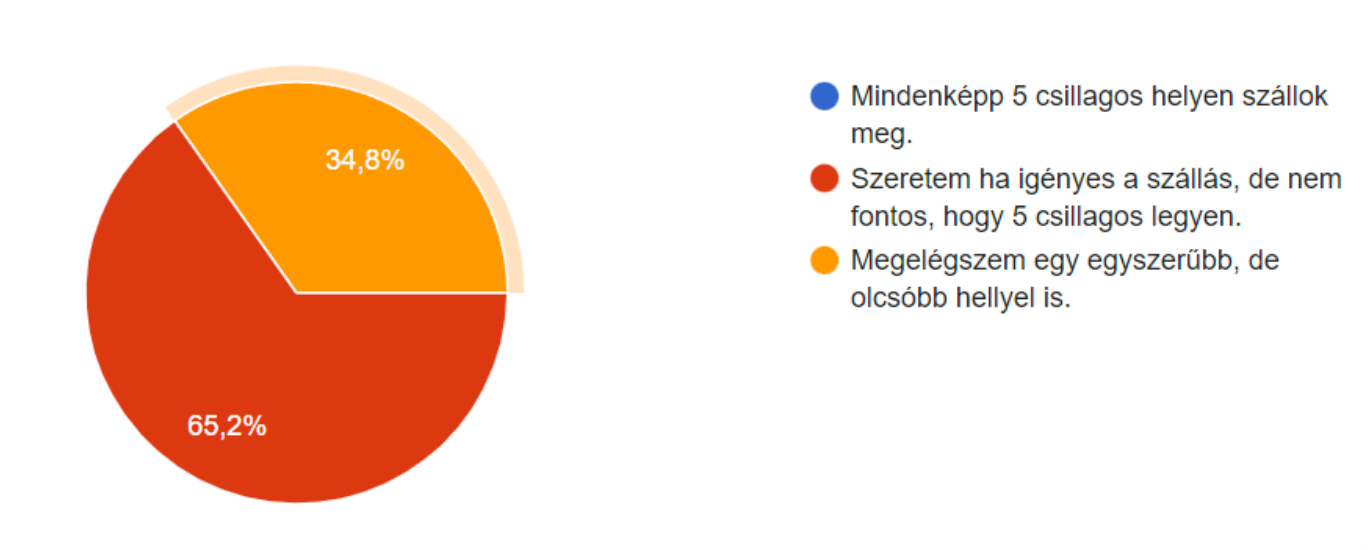 34,8%
65,2%
Mindenképp 5 csillagos helyen szállok
meg.
Szeretem ha igényes a szállás, de nem
fontos, hogy 5 csillagos legyen.
Megelégszem egy egyszerűbb, de
olcsóbb hellyel is.